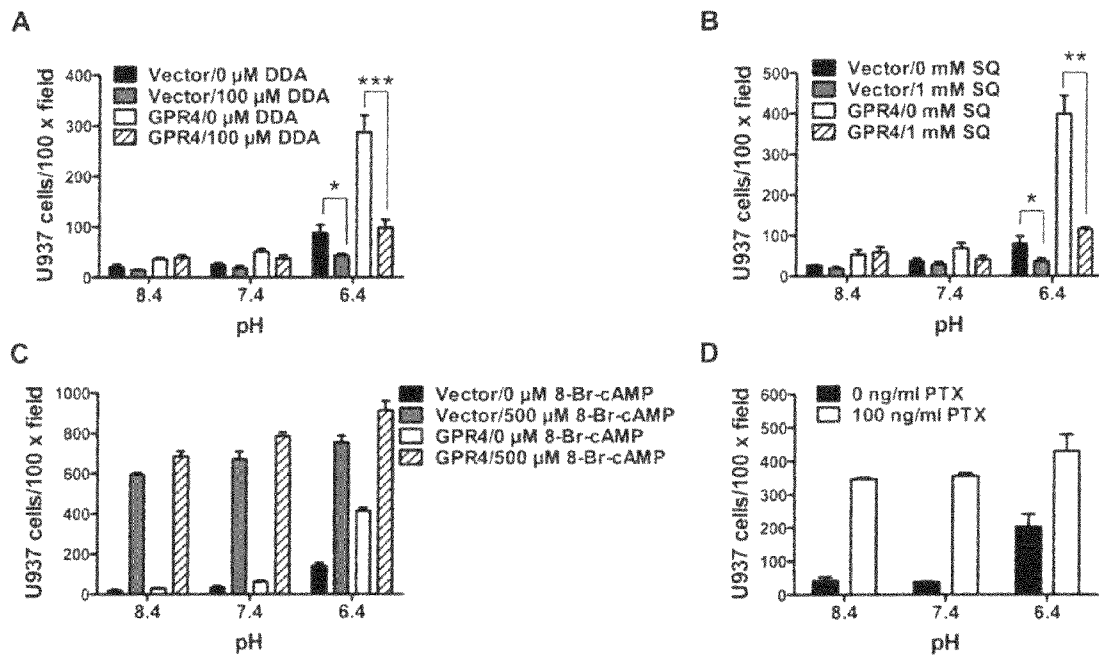 A
Vector/0 µM DDA
Vector/100 µM DDA
GPR4/0 µM DDA
GPR4/100 µM DDA
U937 cells/100 x field
400
300
200
100
0
*
***
8.4
7.4
6.4
pH
B
Vector/0 mM SQ
Vector/1 mM SQ
GPR4/0 mM SQ
GPR4/1 mM SQ
U937 cells/100 x field
500
400
300
200
100
0
*
**
8.4
7.4
6.4
pH
C
Vector/0 µM 8-Br-cAMP
Vector/500 µM 8-Br-cAMP
GPR4/0 µM 8-Br-cAMP
GPR4/500 µM 8-Br-cAMP
U937 cells/100 x field
1000
800
600
400
200
0
8.4
7.4
6.4
pH
D
0 ng/ml PTX
100 ng/ml PTX
U937 cells/100 x field
600
500
400
300
200
100
0
8.4
7.4
6.4
pH